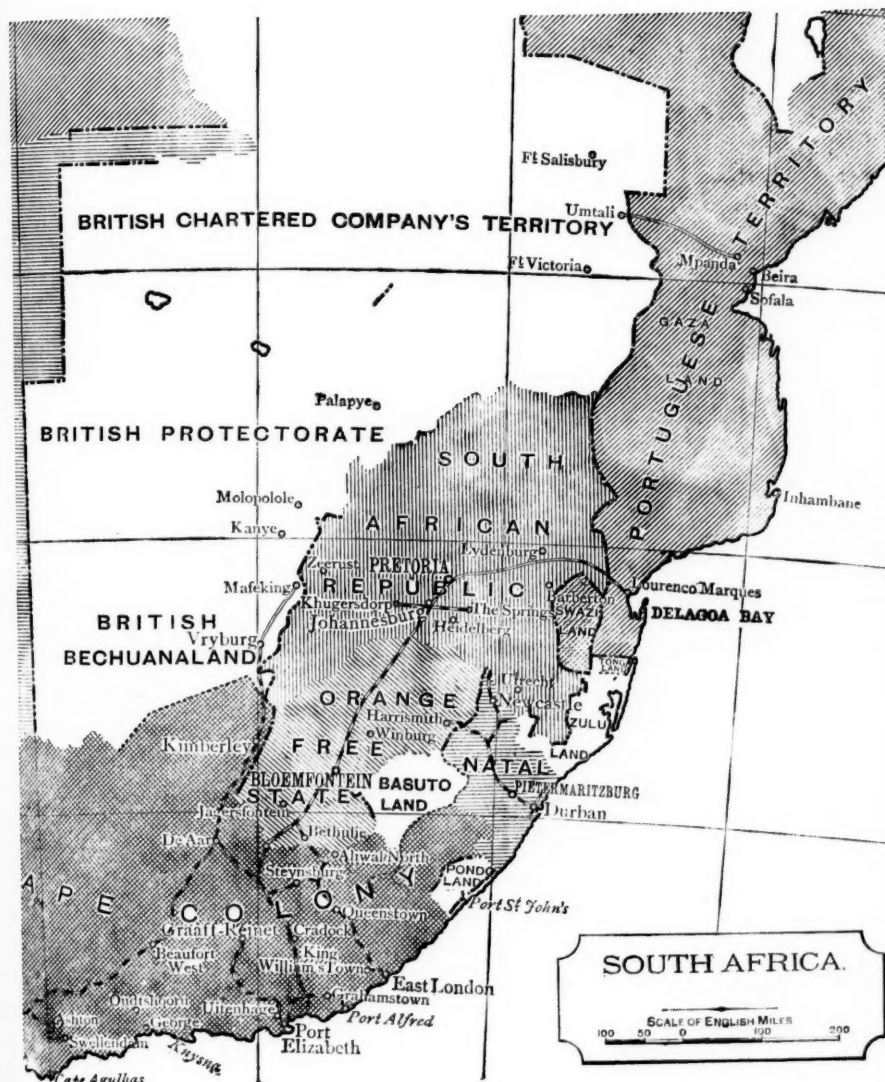 Ft Salisbury
Umtali
BRITISH CHARTERED COMPANY'S TERRITORY
Ft Victoria
Mpanda
Beira
Sofala
PORTUGUESE TERRITORY
GAZA
LAND
Palapye
BRITISH PROTECTORATE
SOUTH
AFRICAN
REPUBLIC
Molopolole
Kanye
Inhambane
Lydenburg
Zeerust
PRETORIA
Mafeking
Lourenco Marques
Barberton
Khugersdorp
The Springs
SWAZI
LAND
DELAGOA BAY
Johannesburg
Heidelberg
BRITISH
BECHUANALAND
Vryburg
TONGA
LAND
Utrecht
Newcastle
ORANGE
FREE
STATE
Harrismith
Winburg
ZULU
LAND
Kimberley
NATAL
BLOEMFONTEIN
BASUTO
LAND
PIETERMARITZBURG
Durban
Jagersfontein
Bethulie
De Aar
Aliwal North
Steynsburg
PONDO
LAND
Port St John's
APE COLONY
Queenstown
Graaff-Reinet
Cradock
Beaufort
West
King
William's Town
East London
Oudtshoorn
Uitenhage
Grahamstown
Port Alfred
Ashton
George
Swellendam
Knysna
Port
Elizabeth
Cape Agulhas
SOUTH AFRICA.
SCALE OF ENGLISH MILES
100 50 0 100 200